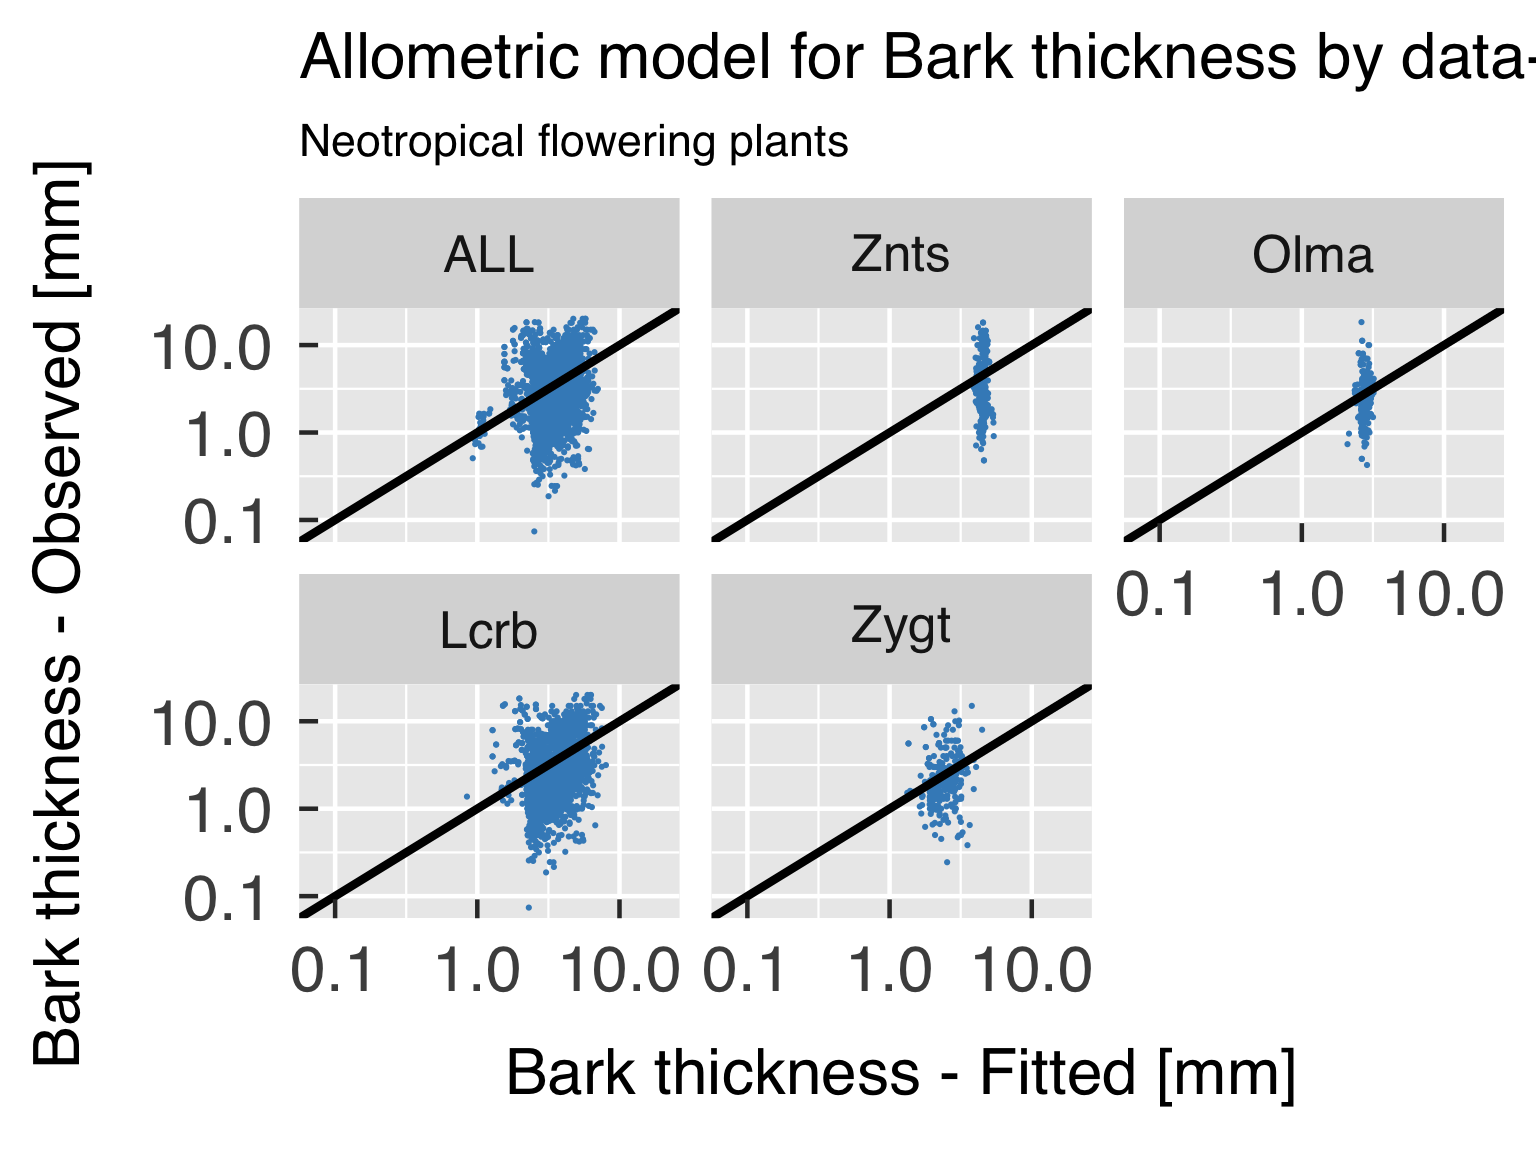 Allometric model for Bark thickness by data-
Neotropical flowering plants
Bark thickness - Observed [mm]
ALL
Znts
Olma
10.0
1.0
0.1
0.1 1.0 10.0
Lcrb
Zygt
10.0
1.0
0.1
0.1 1.0 10.0 0.1 1.0 10.0
Bark thickness - Fitted [mm]